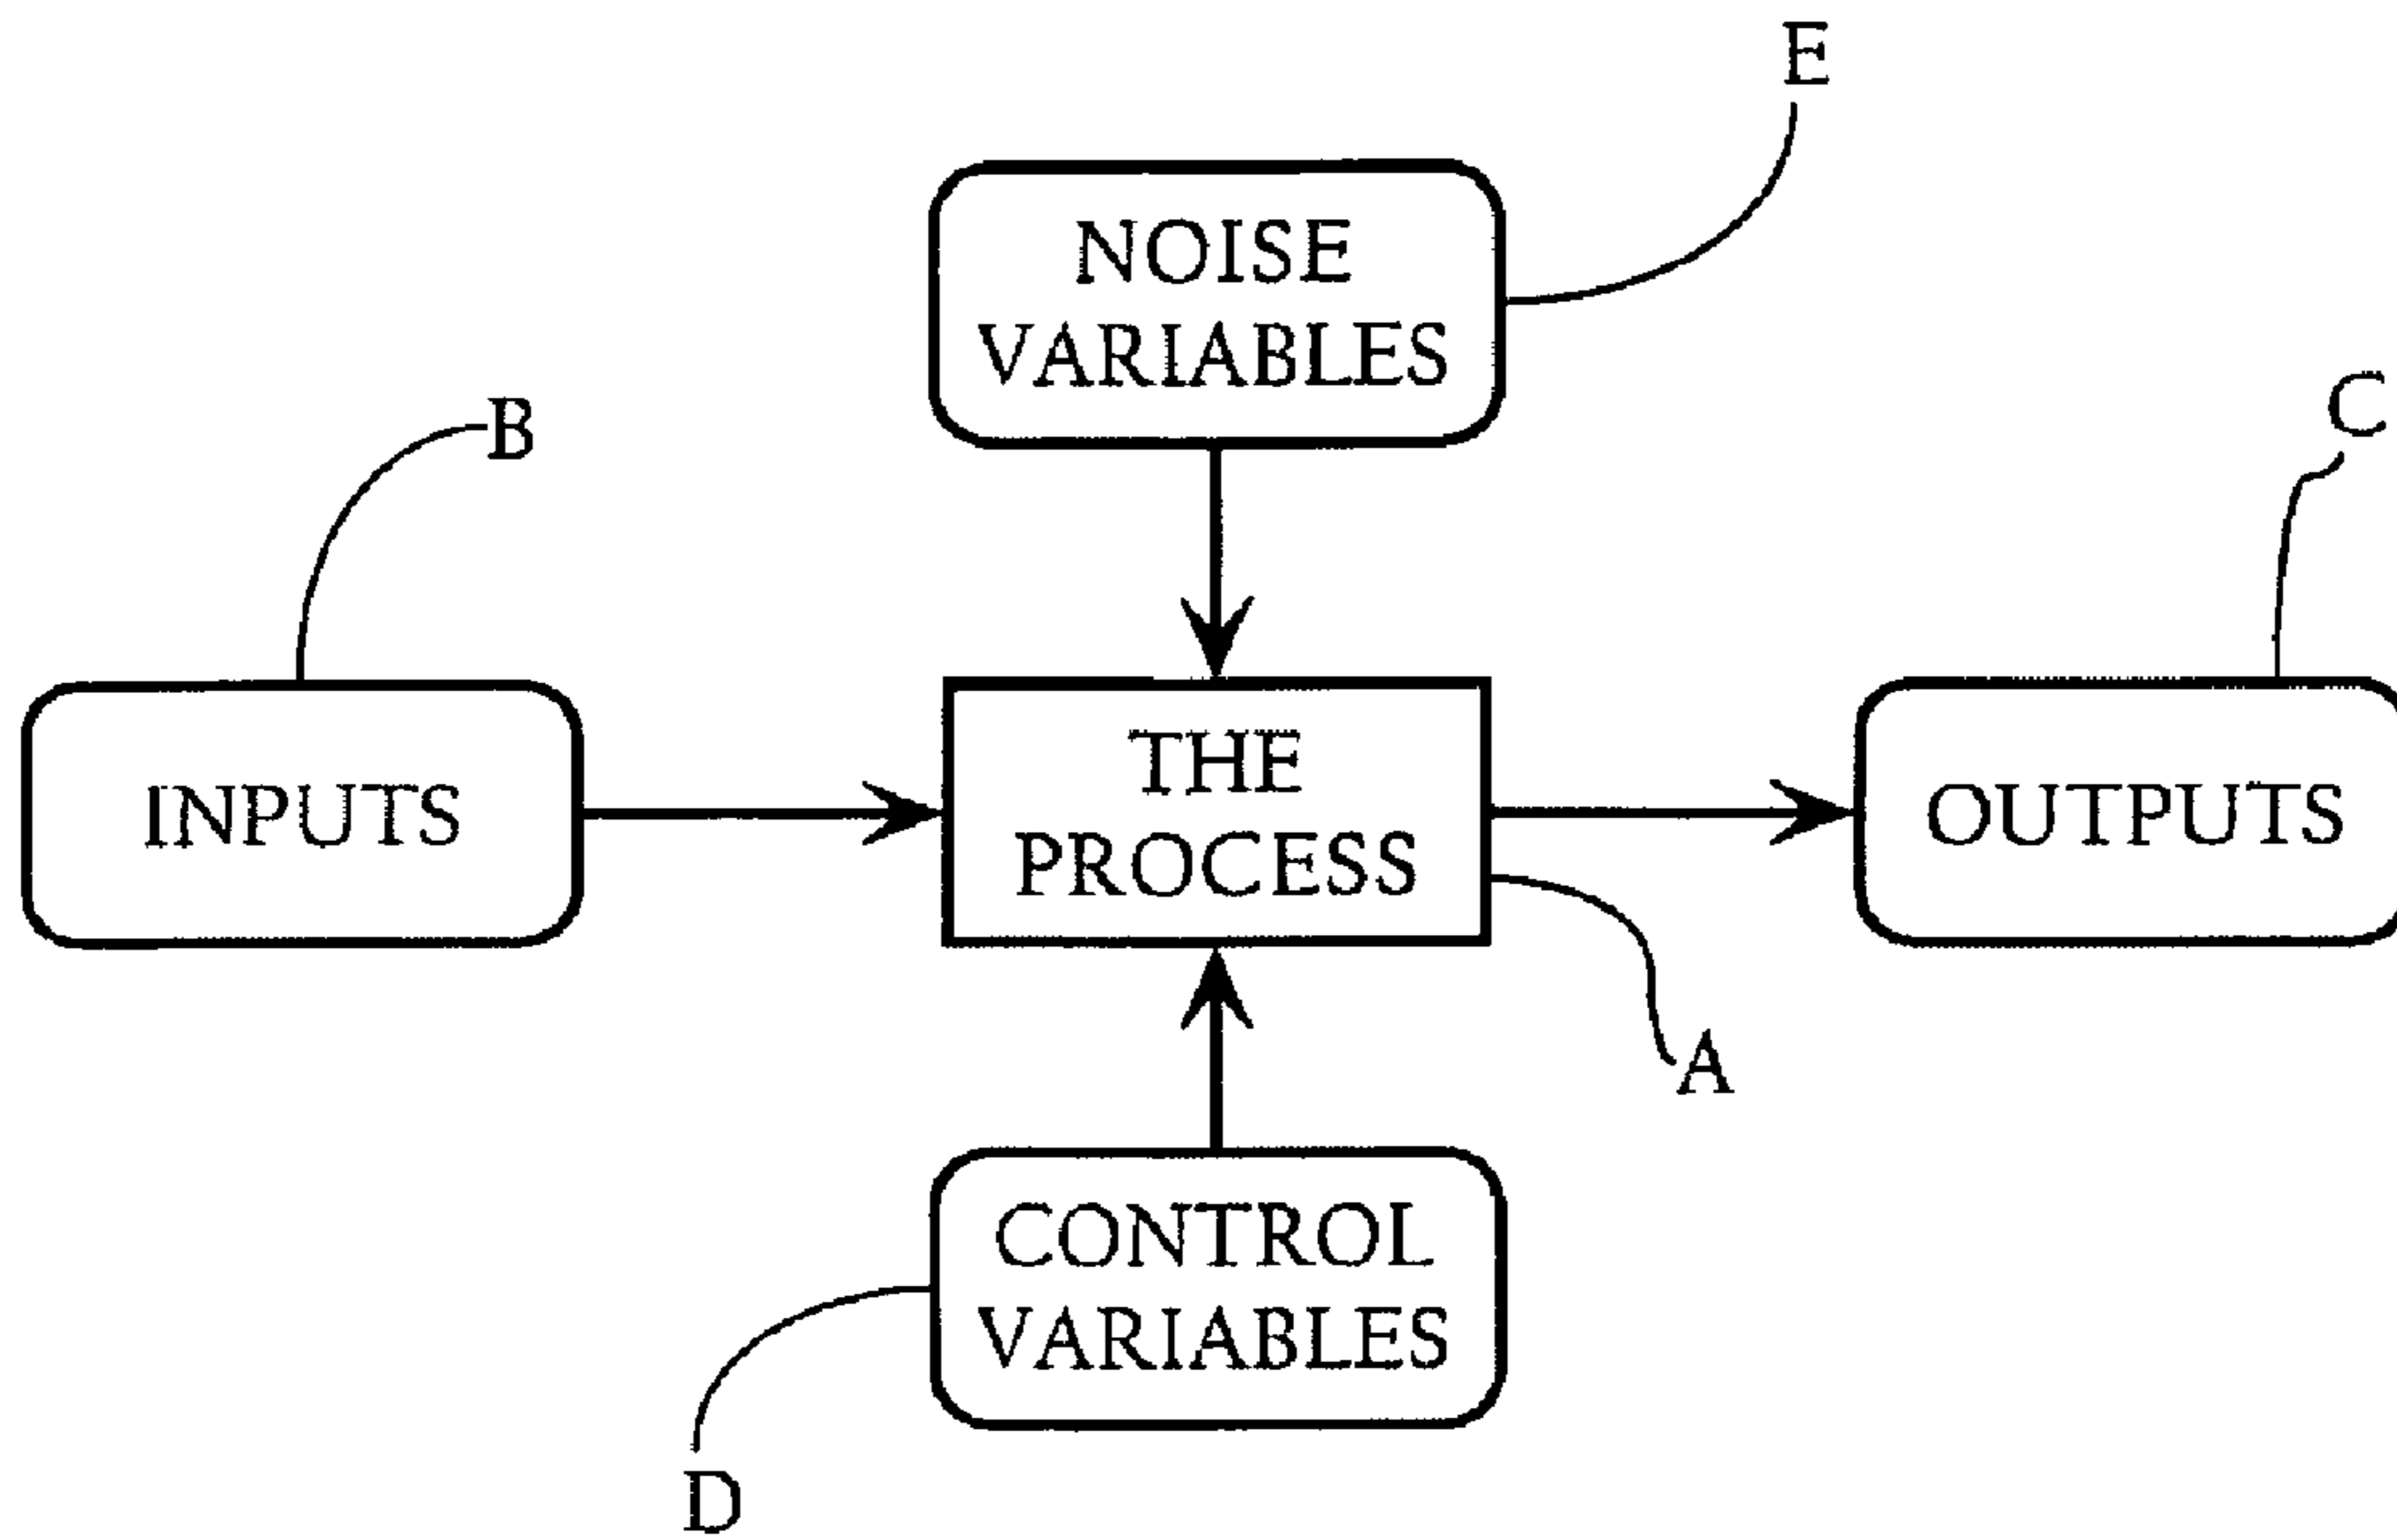 E
NOISE
VARIABLES
B
C
INPUTS
THE
PROCESS
OUTPUTS
A
CONTROL
VARIABLES
D